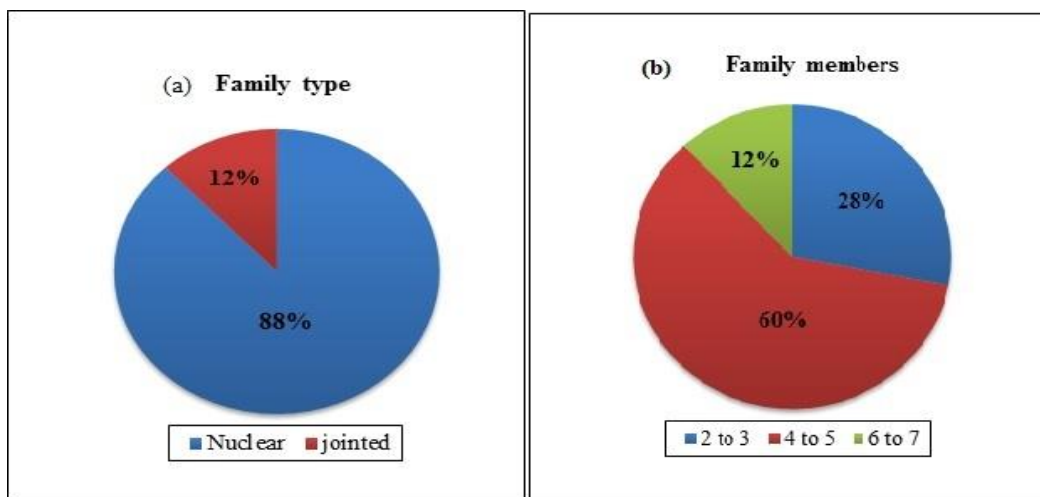 (a) Family type
12%
88%
Nuclear jointed
(b) Family members
12%
28%
60%
2 to 3 4 to 5 6 to 7